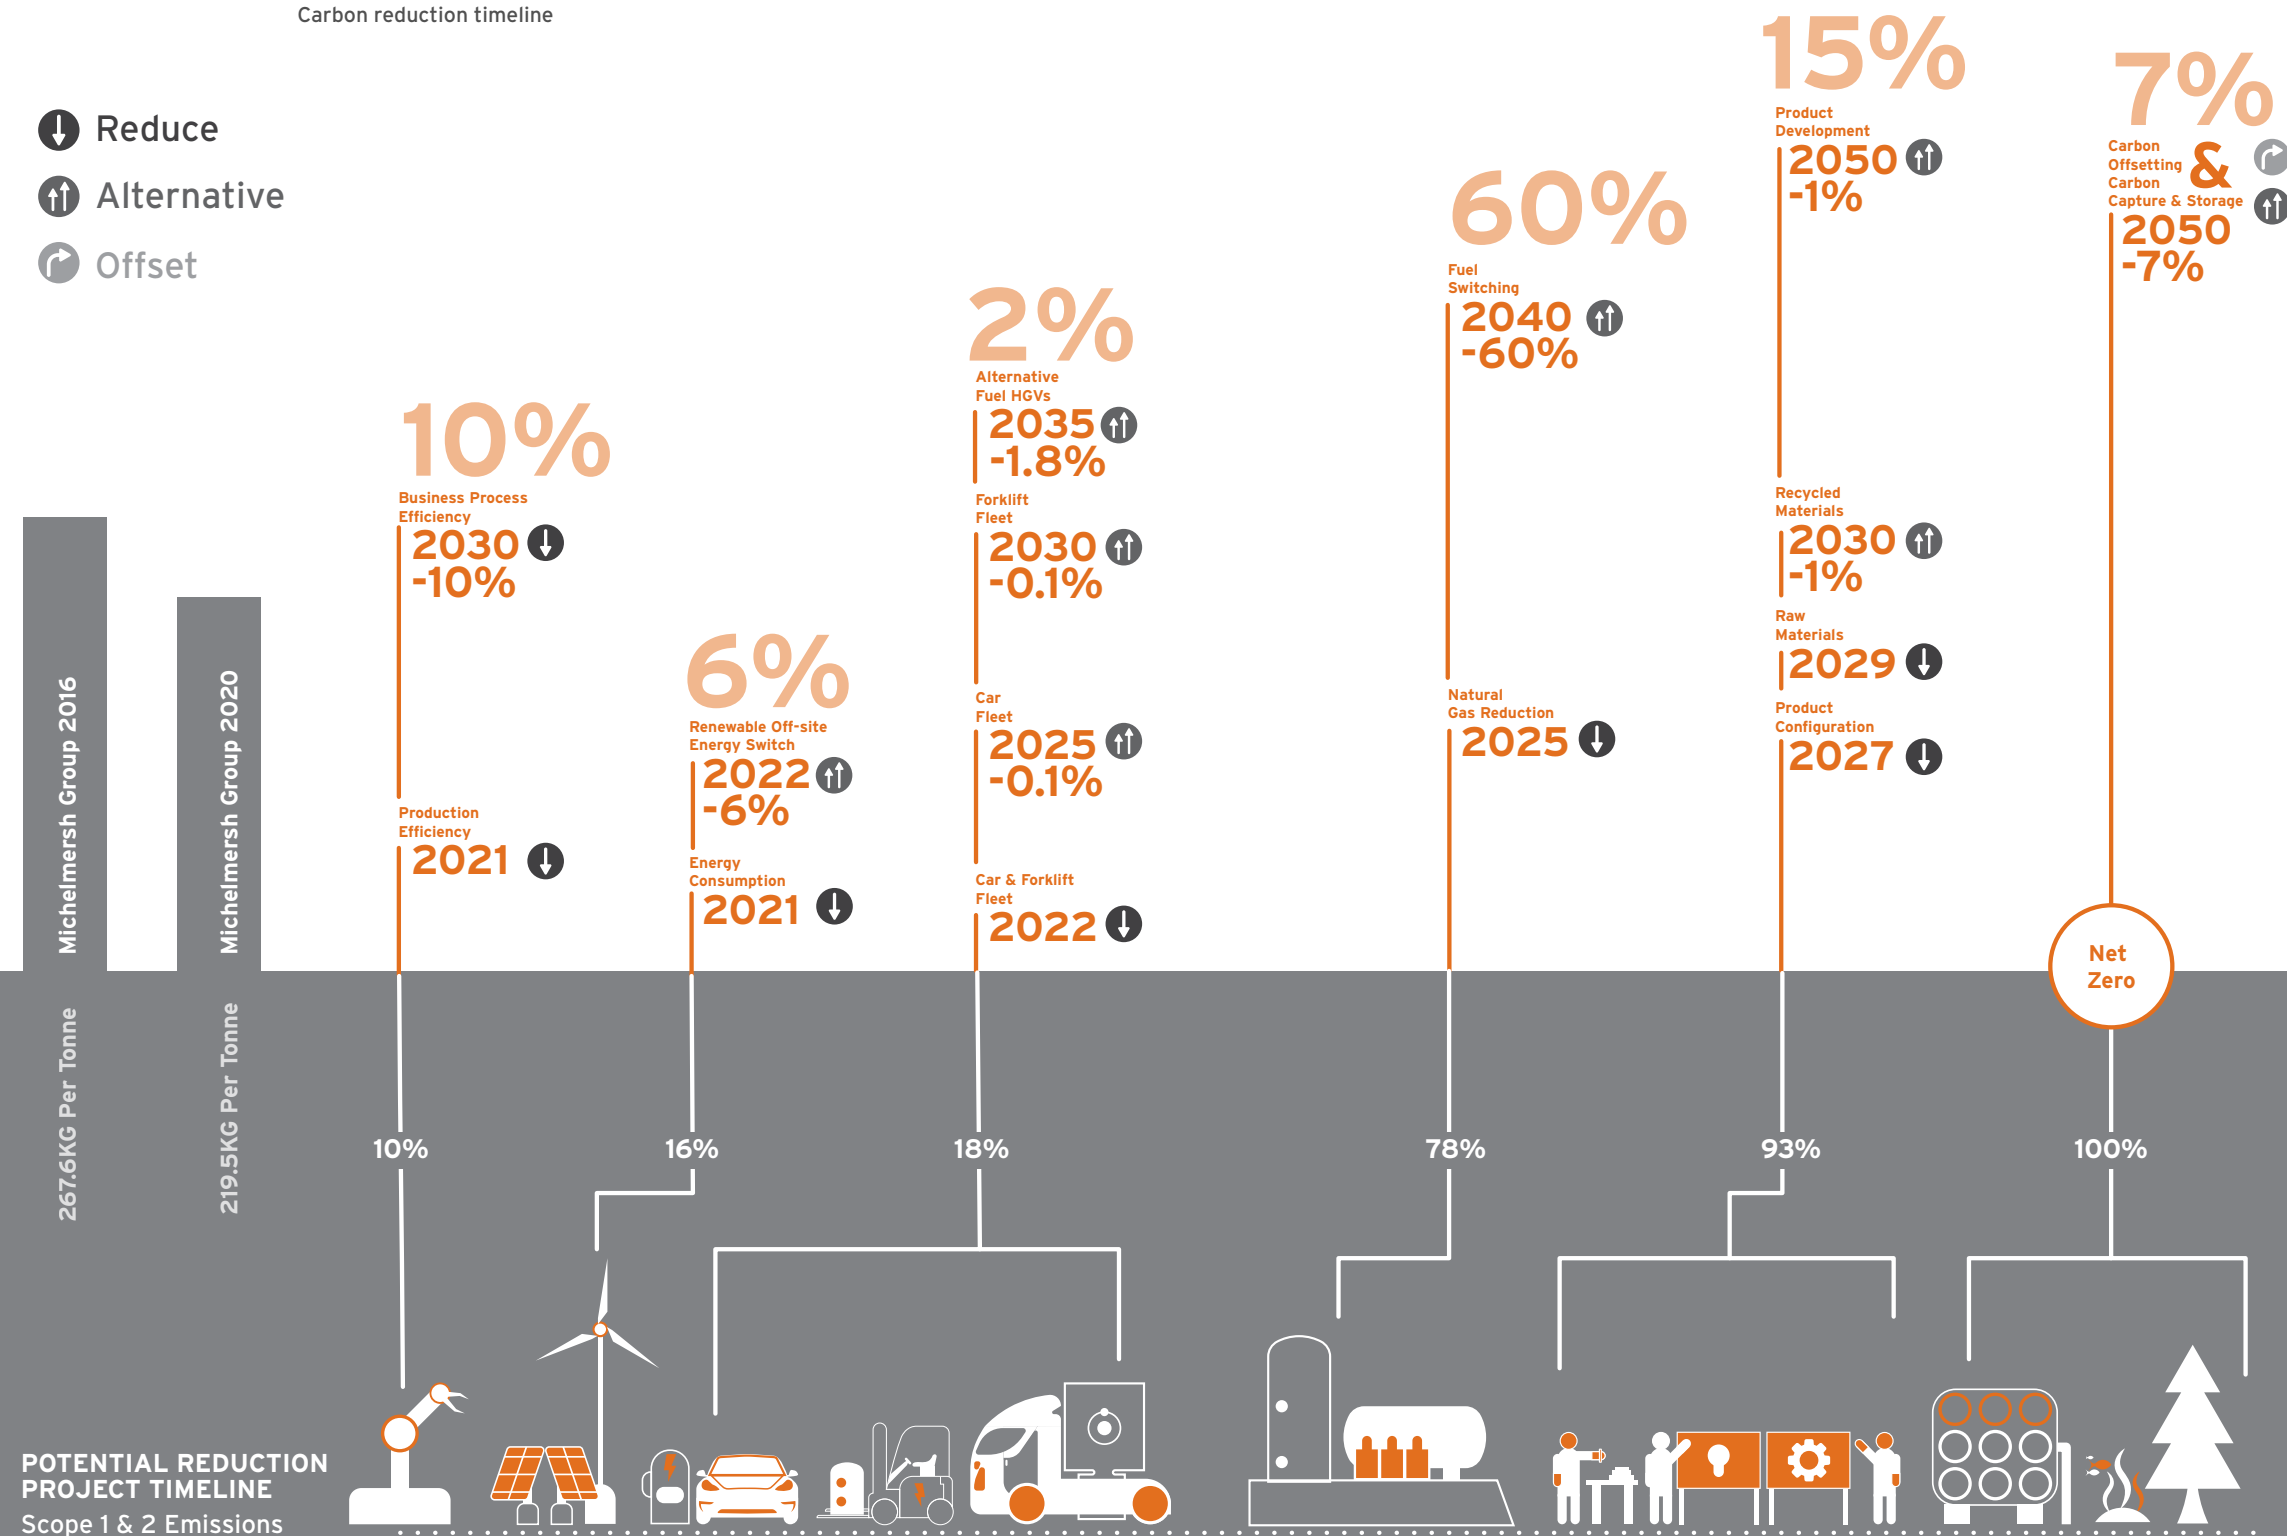 Carbon reduction timeline
Reduce
Alternative
Offset
Michelmersh Group 2016
267.6KG Per Tonne
Michelmersh Group 2020
219.5KG Per Tonne
10%
Business Process
Efficiency
2030
-10%
Production
Efficiency
2021
6%
Renewable Off-site
Energy Switch
2022
-6%
Energy
Consumption
2021
2%
Alternative
Fuel HGVs
2035
-1.8%
Forklift
Fleet
2030
-0.1%
Car
Fleet
2025
-0.1%
Car & Forklift
Fleet
2022
60%
Fuel
Switching
2040
-60%
Natural
Gas Reduction
2025
15%
Product
Development
2050
-1%
Recycled
Materials
2030
-1%
Raw
Materials
2029
Product
Configuration
2027
7%
Carbon
Offsetting &
Carbon
Capture & Storage
2050
-7%
Net
Zero
10%
16%
18%
78%
93%
100%
POTENTIAL REDUCTION
PROJECT TIMELINE
Scope 1 & 2 Emissions